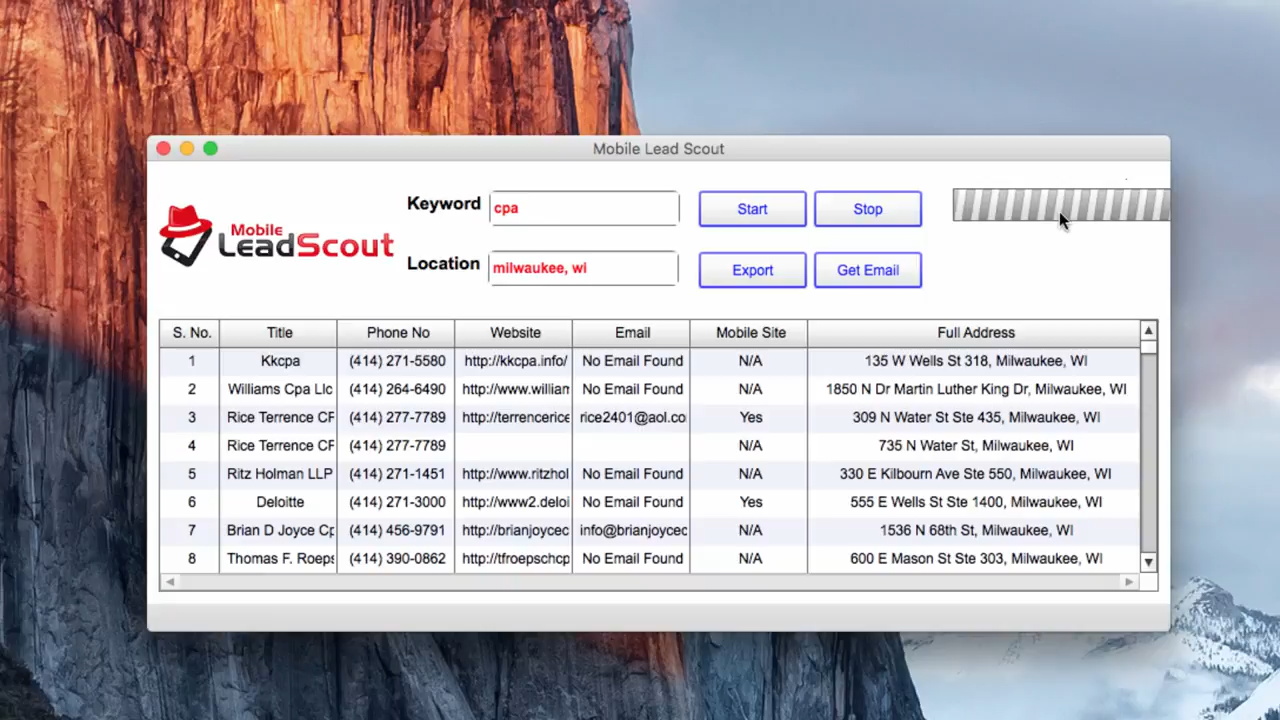 Mobile Lead Scout
Mobile
LeadScout
Keyword cpa Start Stop
Location milwaukee, wi Export Get Email
S. No. Title Phone No Website Email Mobile Site Full Address
1 Kkcpa (414) 271-5580 http://kkcpa.info/ No Email Found N/A 135 W Wells St 318, Milwaukee, WI
2 Williams Cpa Llc (414) 264-6490 http://www.william No Email Found N/A 1850 N Dr Martin Luther King Dr, Milwaukee, WI
3 Rice Terrence CP (414) 277-7789 http://terrencerice rice2401@aol.co Yes 309 N Water St Ste 435, Milwaukee, WI
4 Rice Terrence CP (414) 277-7789 N/A 735 N Water St, Milwaukee, WI
5 Ritz Holman LLP (414) 271-1451 http://www.ritzhol No Email Found N/A 330 E Kilbourn Ave Ste 550, Milwaukee, WI
6 Deloitte (414) 271-3000 http://www2.deloi No Email Found Yes 555 E Wells St Ste 1400, Milwaukee, WI
7 Brian D Joyce Cp (414) 456-9791 http://brianjoycec info@brianjoycec N/A 1536 N 68th St, Milwaukee, WI
8 Thomas F. Roeps (414) 390-0862 http://tfroepschcp No Email Found N/A 600 E Mason St Ste 303, Milwaukee, WI